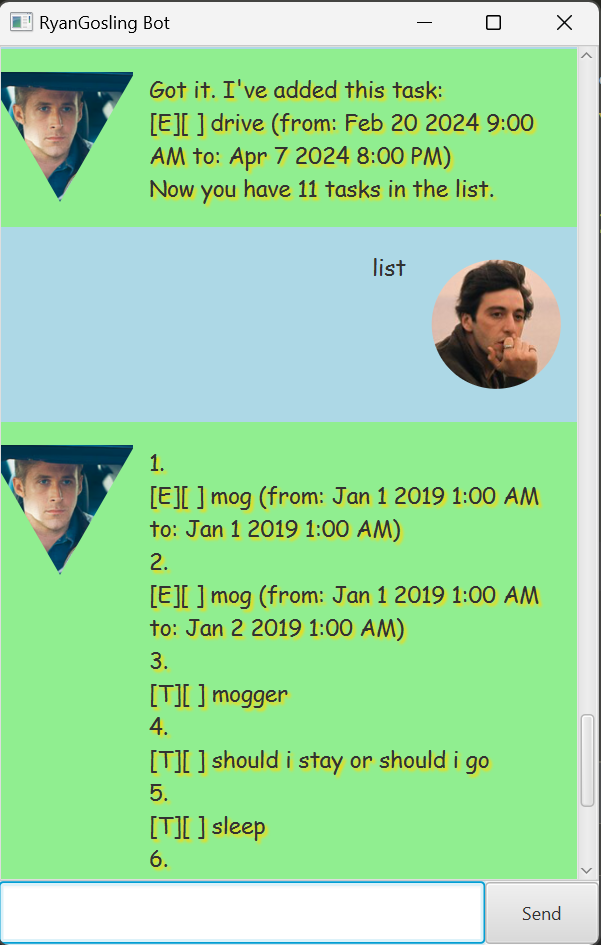 RyanGosling Bot
Got it. I've added this task:
[E][ ] drive (from: Feb 20 2024 9:00
AM to: Apr 7 2024 8:00 PM)
Now you have 11 tasks in the list.
list
1.
[E][ ] mog (from: Jan 1 2019 1:00 AM
to: Jan 1 2019 1:00 AM)
2.
[E][ ] mog (from: Jan 1 2019 1:00 AM
to: Jan 2 2019 1:00 AM)
3.
[T][ ] mogger
4.
[T][ ] should i stay or should i go
5.
[T][ ] sleep
6.
Send